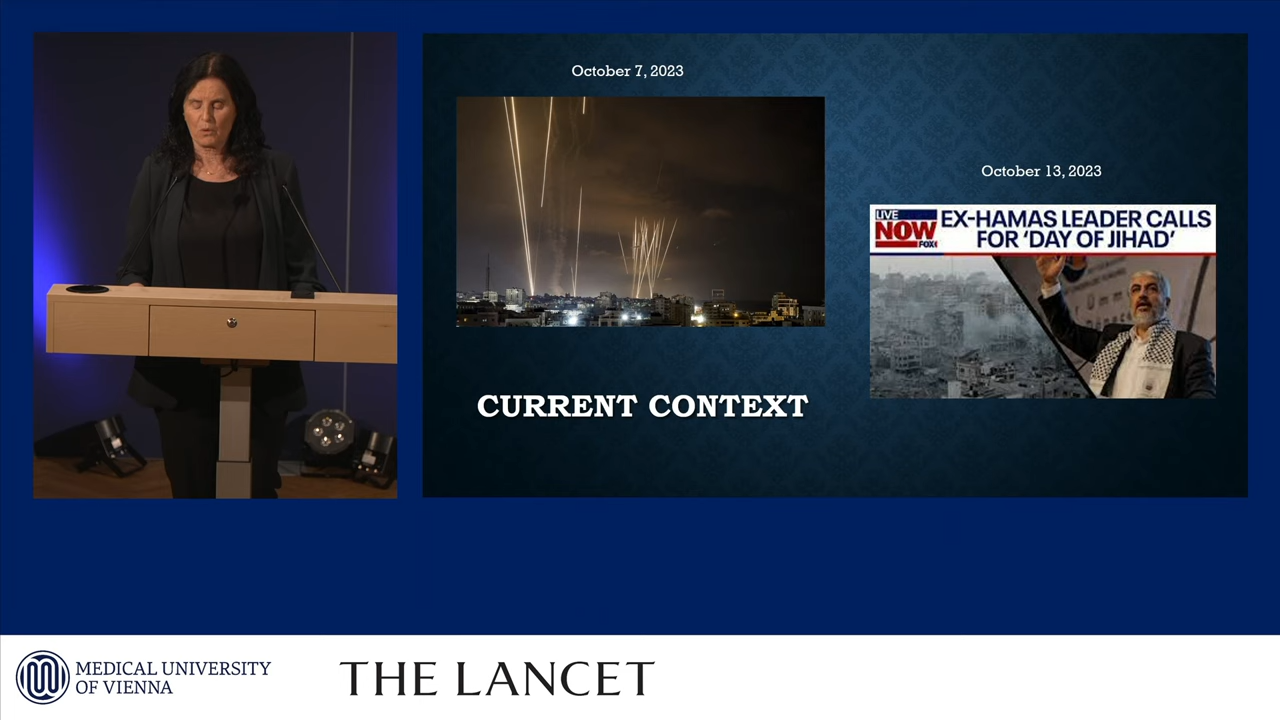 October 7, 2023
October 13, 2023
LIVE
NOW
FOX
EX-HAMAS LEADER CALLS
FOR 'DAY OF JIHAD'
CURRENT CONTEXT
MEDICAL UNIVERSITY
OF VIENNA
THE LANCET